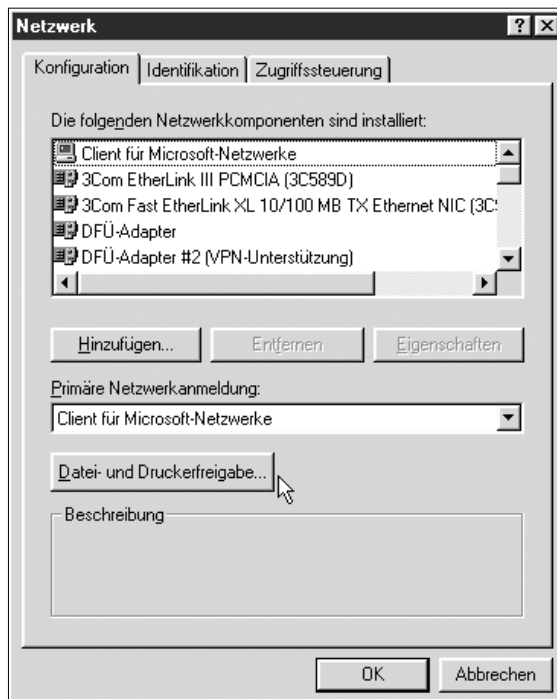 Netzwerk
Konfiguration Identifikation Zugriffssteuerung
Die folgenden Netzwerkkomponenten sind installiert:
Client für Microsoft-Netzwerke
3Com EtherLink III PCMCIA (3C589D)
3Com Fast EtherLink XL 10/100 MB TX Ethernet NIC
DFÜ-Adapter
DFÜ-Adapter #2 (VPN-Unterstützung)
Hinzufügen... Entfernen Eigenschaften
Primäre Netzwerkanmeldung:
Client für Microsoft-Netzwerke
Datei- und Druckerfreigabe...
Beschreibung
OK Abbrechen